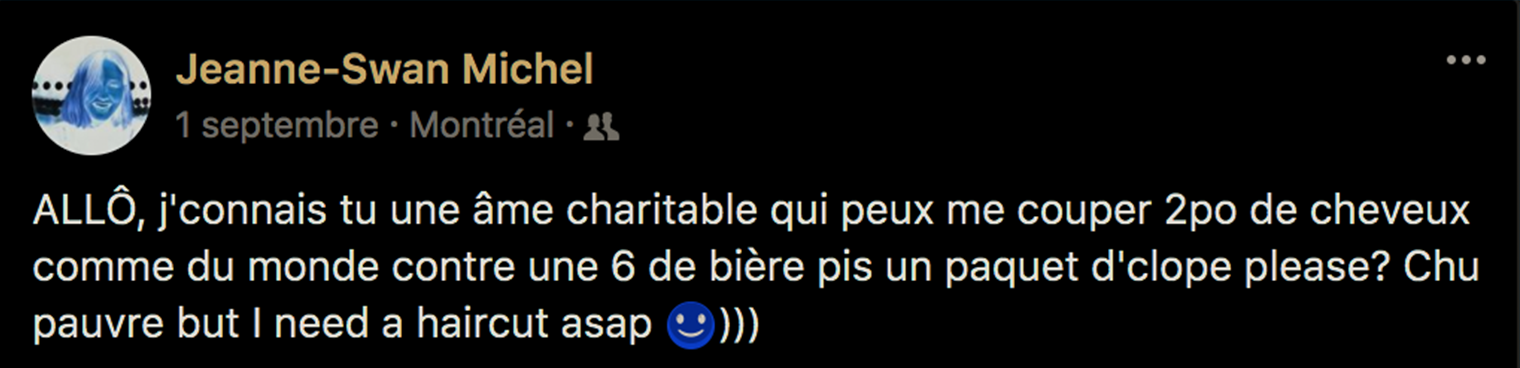 Jeanne-Swan Michel
1 septembre · Montréal ·
ALLÔ, j'connais tu une âme charitable qui peux me couper 2po de cheveux
comme du monde contre une 6 de bière pis un paquet d'clope please? Chu
pauvre but I need a haircut asap 🙂)))